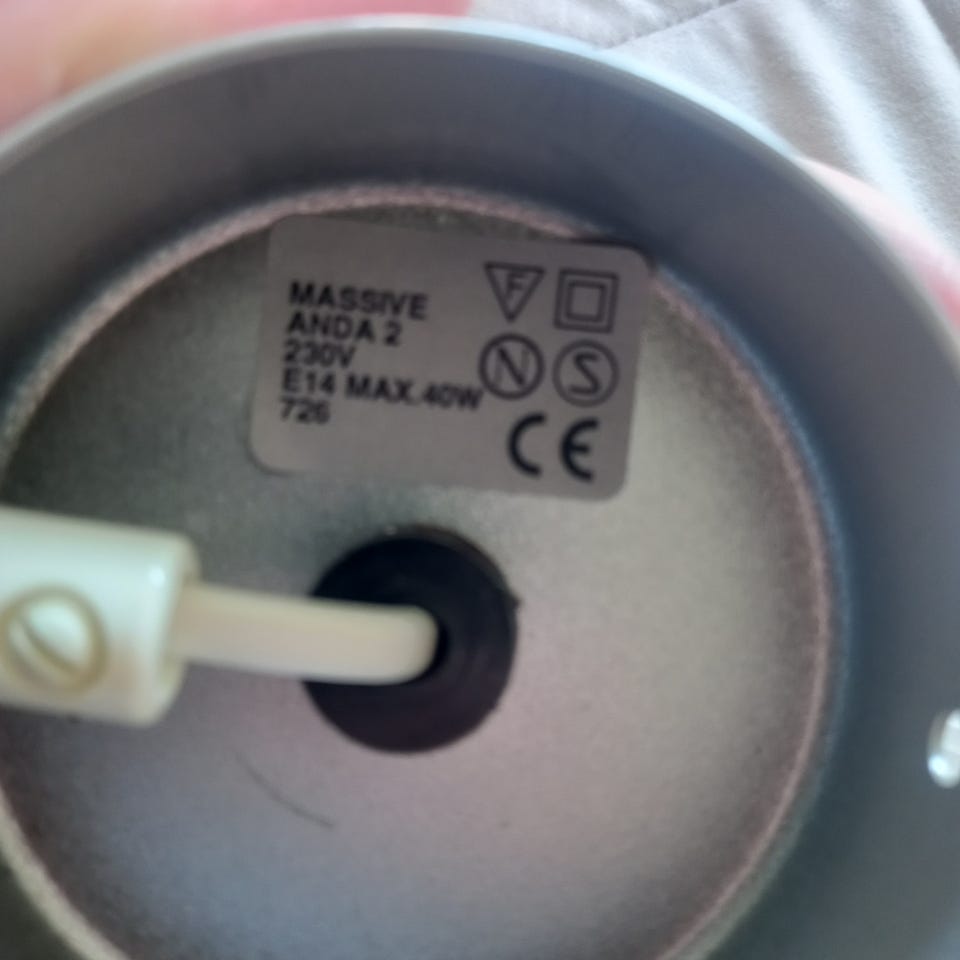 MASSIVE
ANDA 2
230V
E14 MAX.40W
726
F
N S
CE